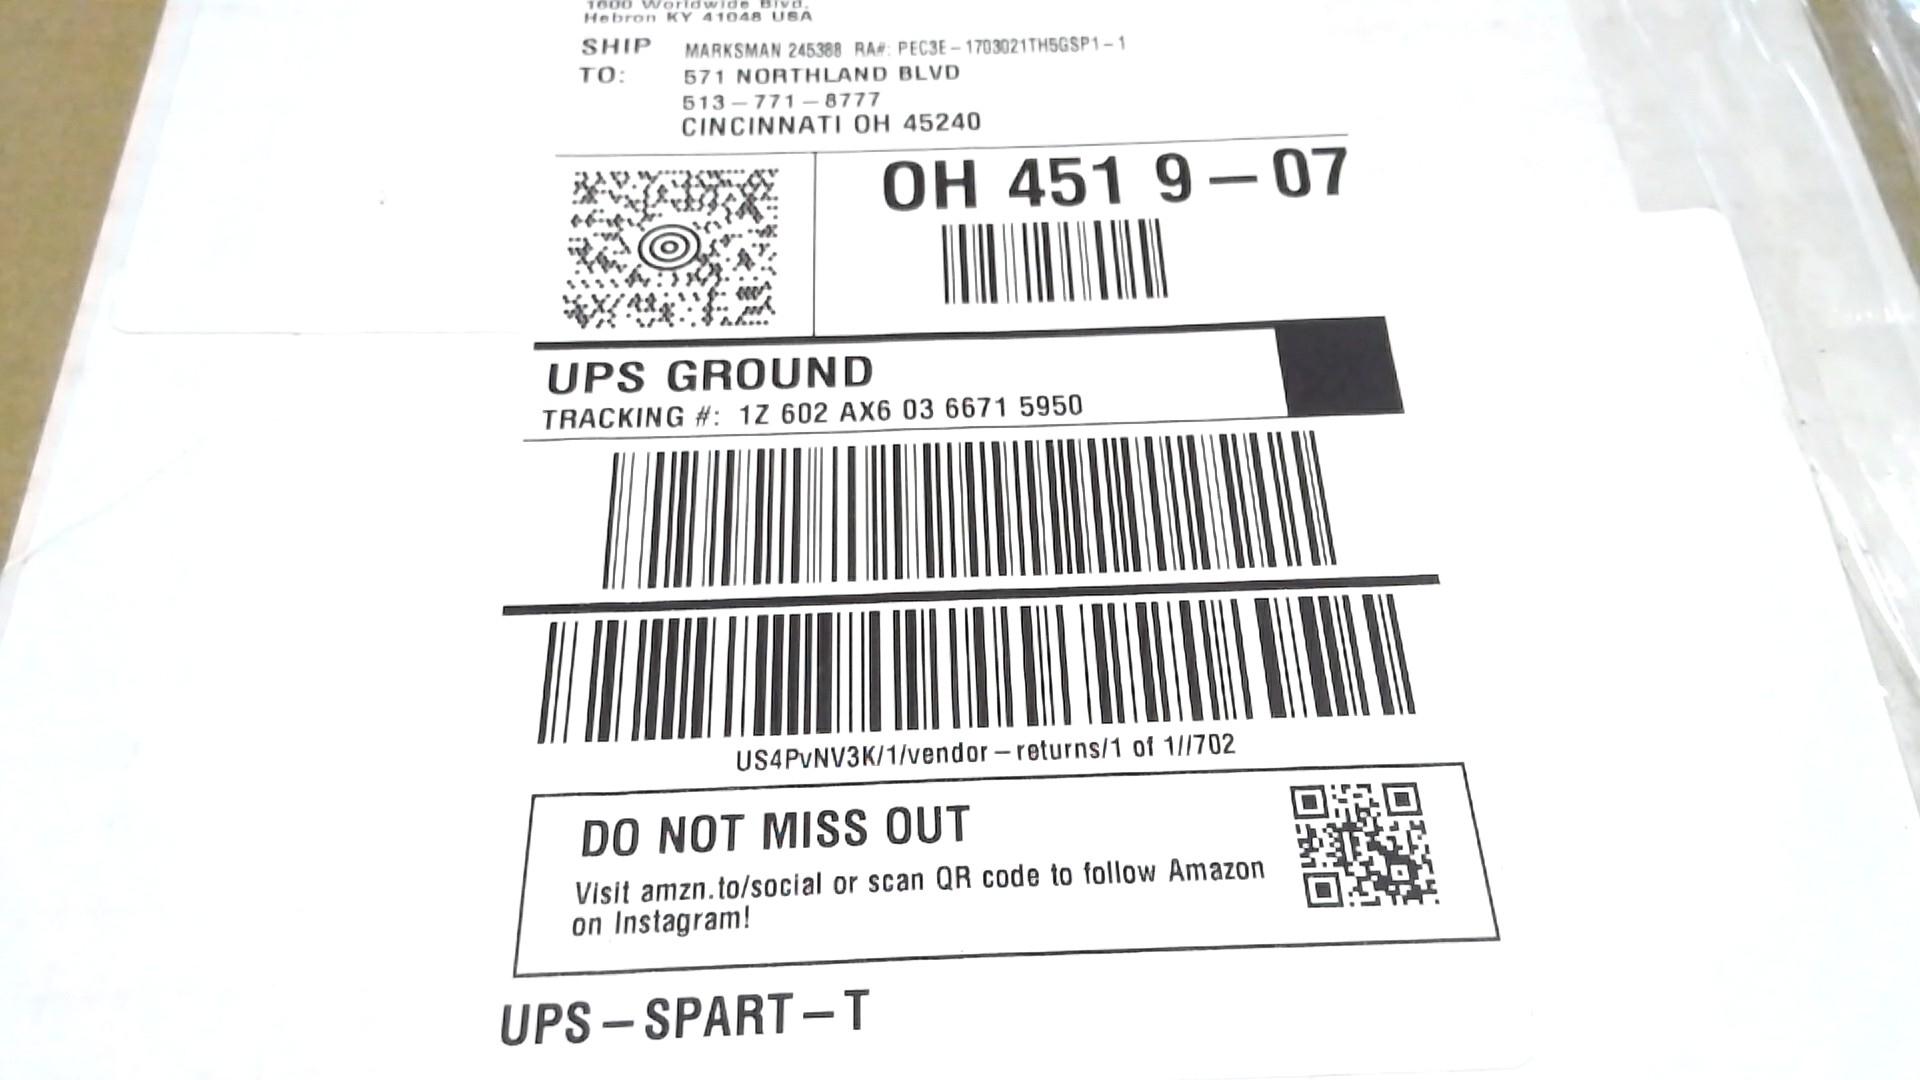 1600 Worldwide Blvd.
Hebron KY 41048 USA
SHIP MARKSMAN 245388 RA#: PEC3E-1703021TH5GSP1-1
TO: 571 NORTHLAND BLVD
513-771-8777
CINCINNATI OH 45240
OH 451 9-07
UPS GROUND
TRACKING #: 1Z 602 AX6 03 6671 5950
US4PvNV3K/1/vendor-returns/1 of 1//702
DO NOT MISS OUT
Visit amzn.to/social or scan QR code to follow Amazon
on Instagram!
UPS-SPART-T